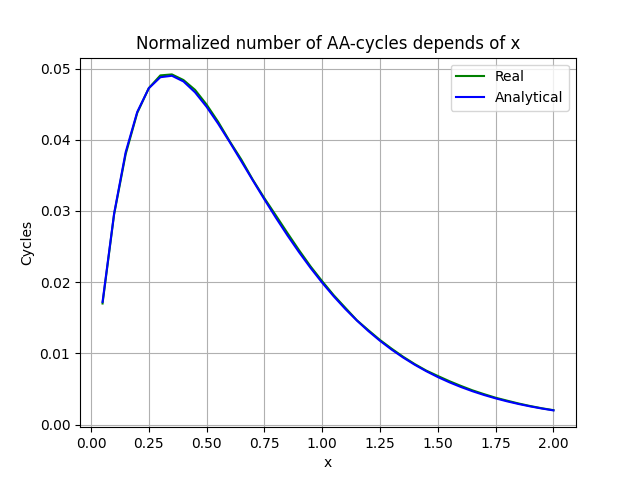 Normalized number of AA-cycles depends of x
Real
Analytical
0.05
0.04
0.03
0.02
0.01
0.00
Cycles
0.00 0.25 0.50 0.75 1.00 1.25 1.50 1.75 2.00
x